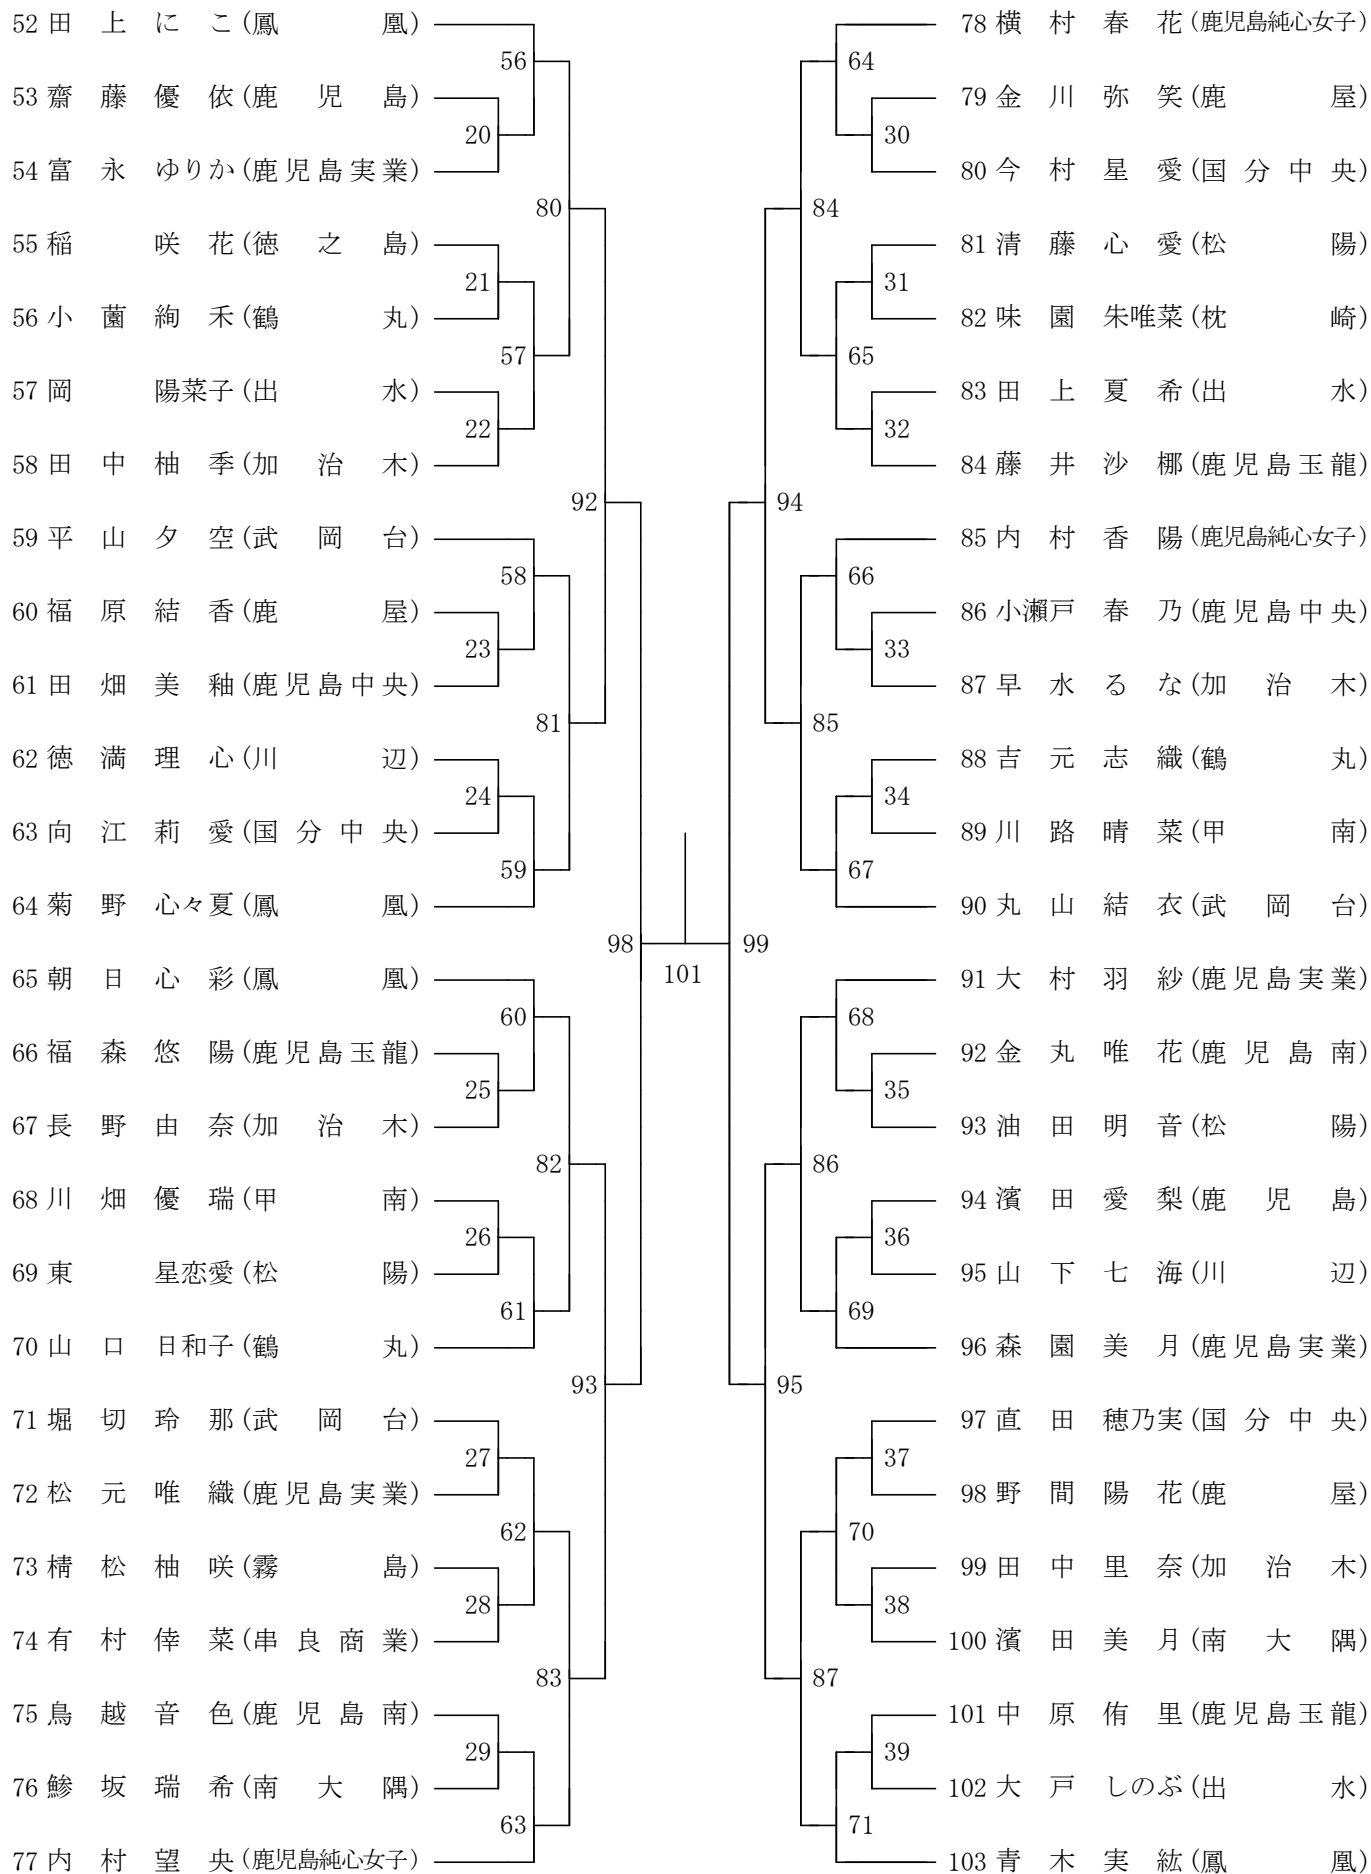 52 田上にこ (鳳凰)
56
53 齋藤優依 (鹿児島)
20
54 富永ゆりか (鹿児島実業)
80
55 稲咲花 (徳之島)
21
56 小薗絢禾 (鶴丸)
57
57 岡陽菜子 (出水)
22
58 田中柚季 (加治木)
92
59 平山夕空 (武岡台)
58
60 福原結香 (鹿屋)
23
61 田畑美釉 (鹿児島中央)
81
62 徳満理心 (川辺)
24
63 向江莉愛 (国分中央)
59
64 菊野心々夏 (鳳凰)
98
65 朝日心彩 (鳳凰)
60
66 福森悠陽 (鹿児島玉龍)
25
67 長野由奈 (加治木)
82
68 川畑優瑞 (甲南)
26
69 東星恋愛 (松陽)
61
70 山口日和子 (鶴丸)
93
71 堀切玲那 (武岡台)
27
72 松元唯織 (鹿児島実業)
62
73 棈松柚咲 (霧島)
28
74 有村倖菜 (串良商業)
83
75 鳥越音色 (鹿児島南)
29
76 鰺坂瑞希 (南大隅)
63
77 内村望央 (鹿児島純心女子)
101
78 横村春花 (鹿児島純心女子)
64
79 金川弥笑 (鹿屋)
30
80 今村星愛 (国分中央)
84
81 清藤心愛 (松陽)
31
82 味園朱唯菜 (枕崎)
65
83 田上夏希 (出水)
32
84 藤井沙梛 (鹿児島玉龍)
94
85 内村香陽 (鹿児島純心女子)
66
86 小瀬戸春乃 (鹿児島中央)
33
87 早水るな (加治木)
85
88 吉元志織 (鶴丸)
34
89 川路晴菜 (甲南)
67
90 丸山結衣 (武岡台)
99
91 大村羽紗 (鹿児島実業)
68
92 金丸唯花 (鹿児島南)
35
93 油田明音 (松陽)
86
94 濱田愛梨 (鹿児島)
36
95 山下七海 (川辺)
69
96 森園美月 (鹿児島実業)
95
97 直田穂乃実 (国分中央)
37
98 野間陽花 (鹿屋)
70
99 田中里奈 (加治木)
38
100 濱田美月 (南大隅)
87
101 中原侑里 (鹿児島玉龍)
39
102 大戸しのぶ (出水)
71
103 青木実紘 (鳳凰)